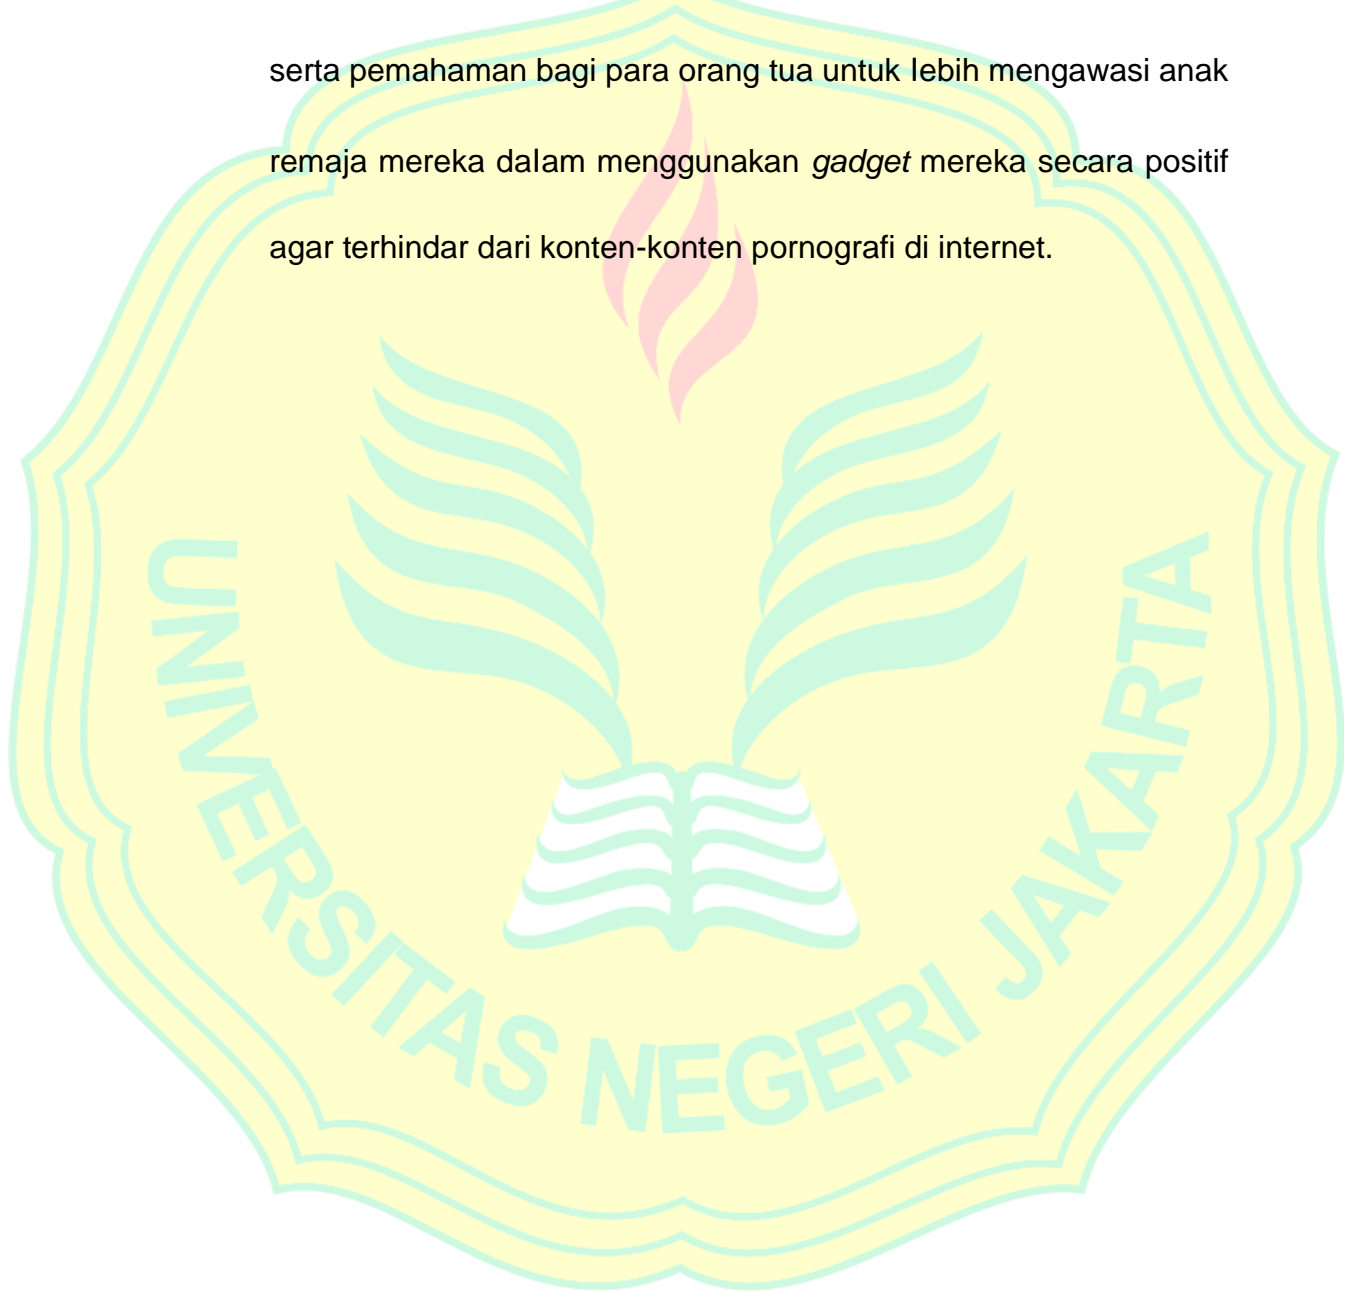 serta pemahaman bagi para orang tua untuk lebih mengawasi anak
remaja mereka dalam menggunakan gadget mereka secara positif
agar terhindar dari konten-konten pornografi di internet.
UNIVERSITAS NEGERI JAKARTA